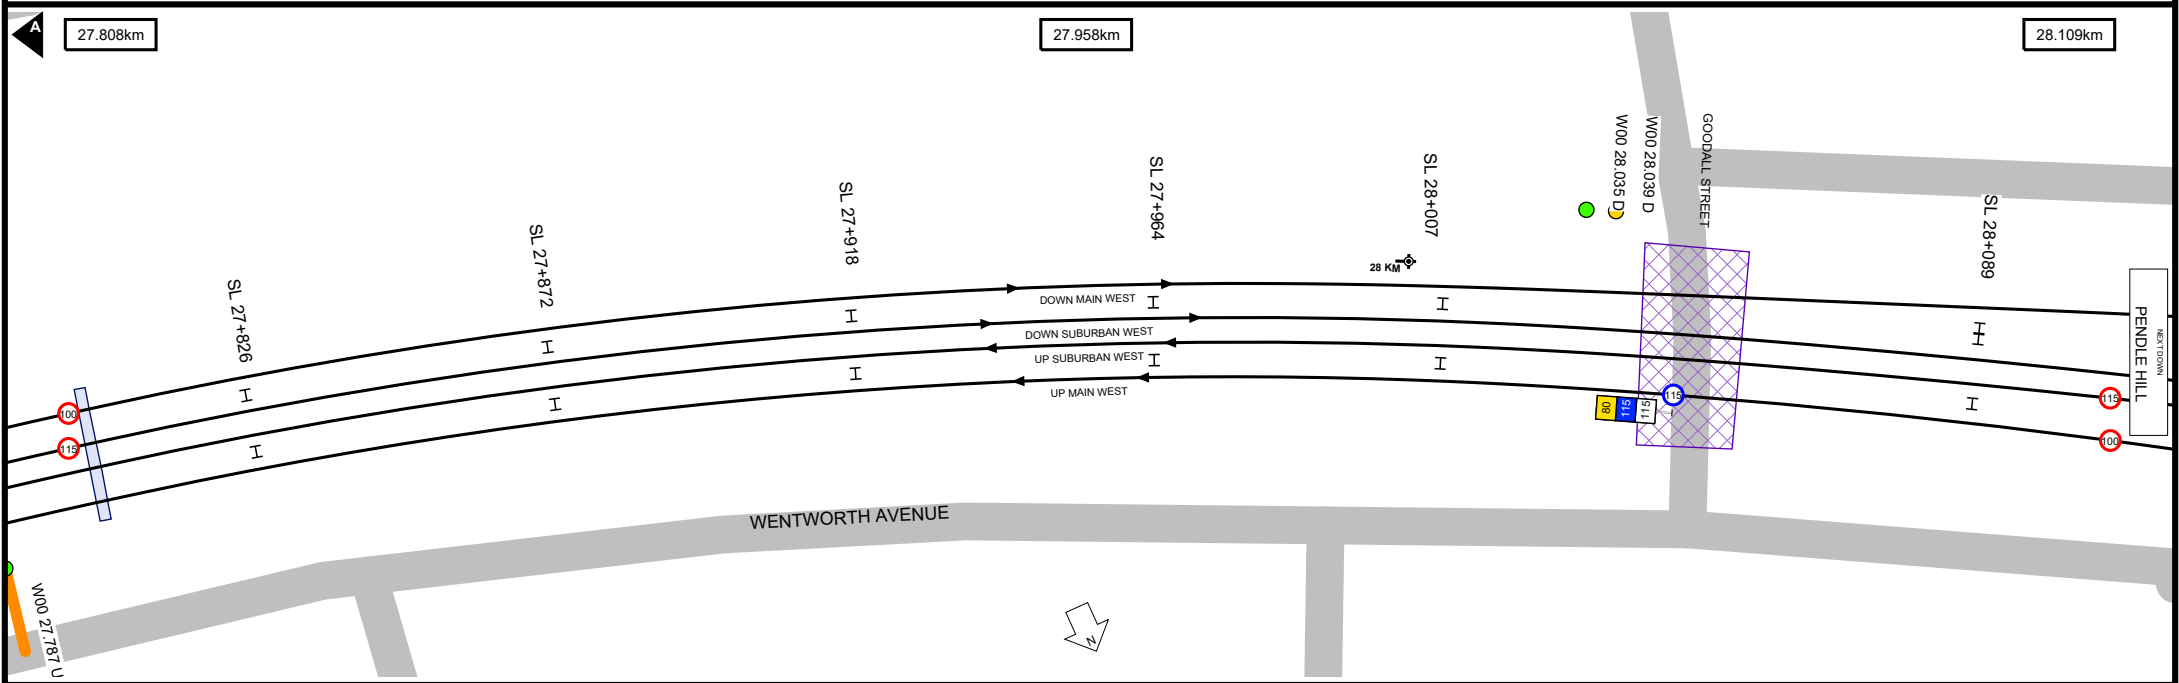 A
27.808km
27.958km
28.109km
SL 27+826
SL 27+872
SL 27+918
SL 27+964
SL 28+007
W00 28.035 D
W00 28.039 D
GOODALL STREET
SL 28+089
28 KM
DOWN MAIN WEST
DOWN SUBURBAN WEST
UP SUBURBAN WEST
UP MAIN WEST
100
115
80
115
115
115
115
100
PENDLE HILL
NEXT DOWN
WENTWORTH AVENUE
W00 27.787 U
N